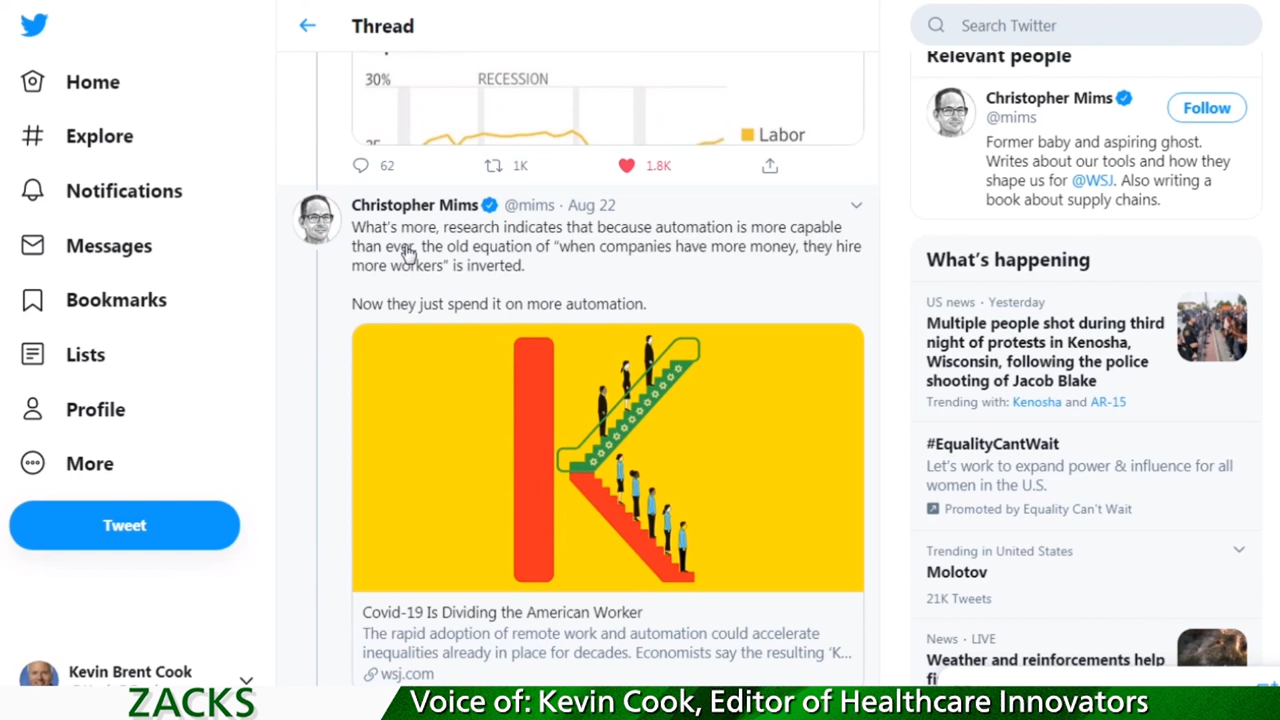 Home
Explore
Notifications
Messages
Bookmarks
Lists
Profile
More
Tweet
Kevin Brent Cook
Thread
30%
RECESSION
Labor
62
1K
1.8K
Christopher Mims @mims · Aug 22
What's more, research indicates that because automation is more capable
than ever, the old equation of “when companies have more money, they hire
more workers” is inverted.
Now they just spend it on more automation.
K
Covid-19 Is Dividing the American Worker
The rapid adoption of remote work and automation could accelerate
inequalities already in place for decades. Economists say the resulting ‘K...
wsj.com
Search Twitter
Relevant people
Christopher Mims
@mims
Follow
Former baby and aspiring ghost.
Writes about our tools and how they
shape us for @WSJ. Also writing a
book about supply chains.
What's happening
US news · Yesterday
Multiple people shot during third
night of protests in Kenosha,
Wisconsin, following the police
shooting of Jacob Blake
Trending with: Kenosha and AR-15
#EqualityCantWait
Let's work to expand power & influence for all
women in the U.S.
Promoted by Equality Can't Wait
Trending in United States
Molotov
21K Tweets
News · LIVE
Weather and reinforcements help
ZACKS
Voice of: Kevin Cook, Editor of Healthcare Innovators